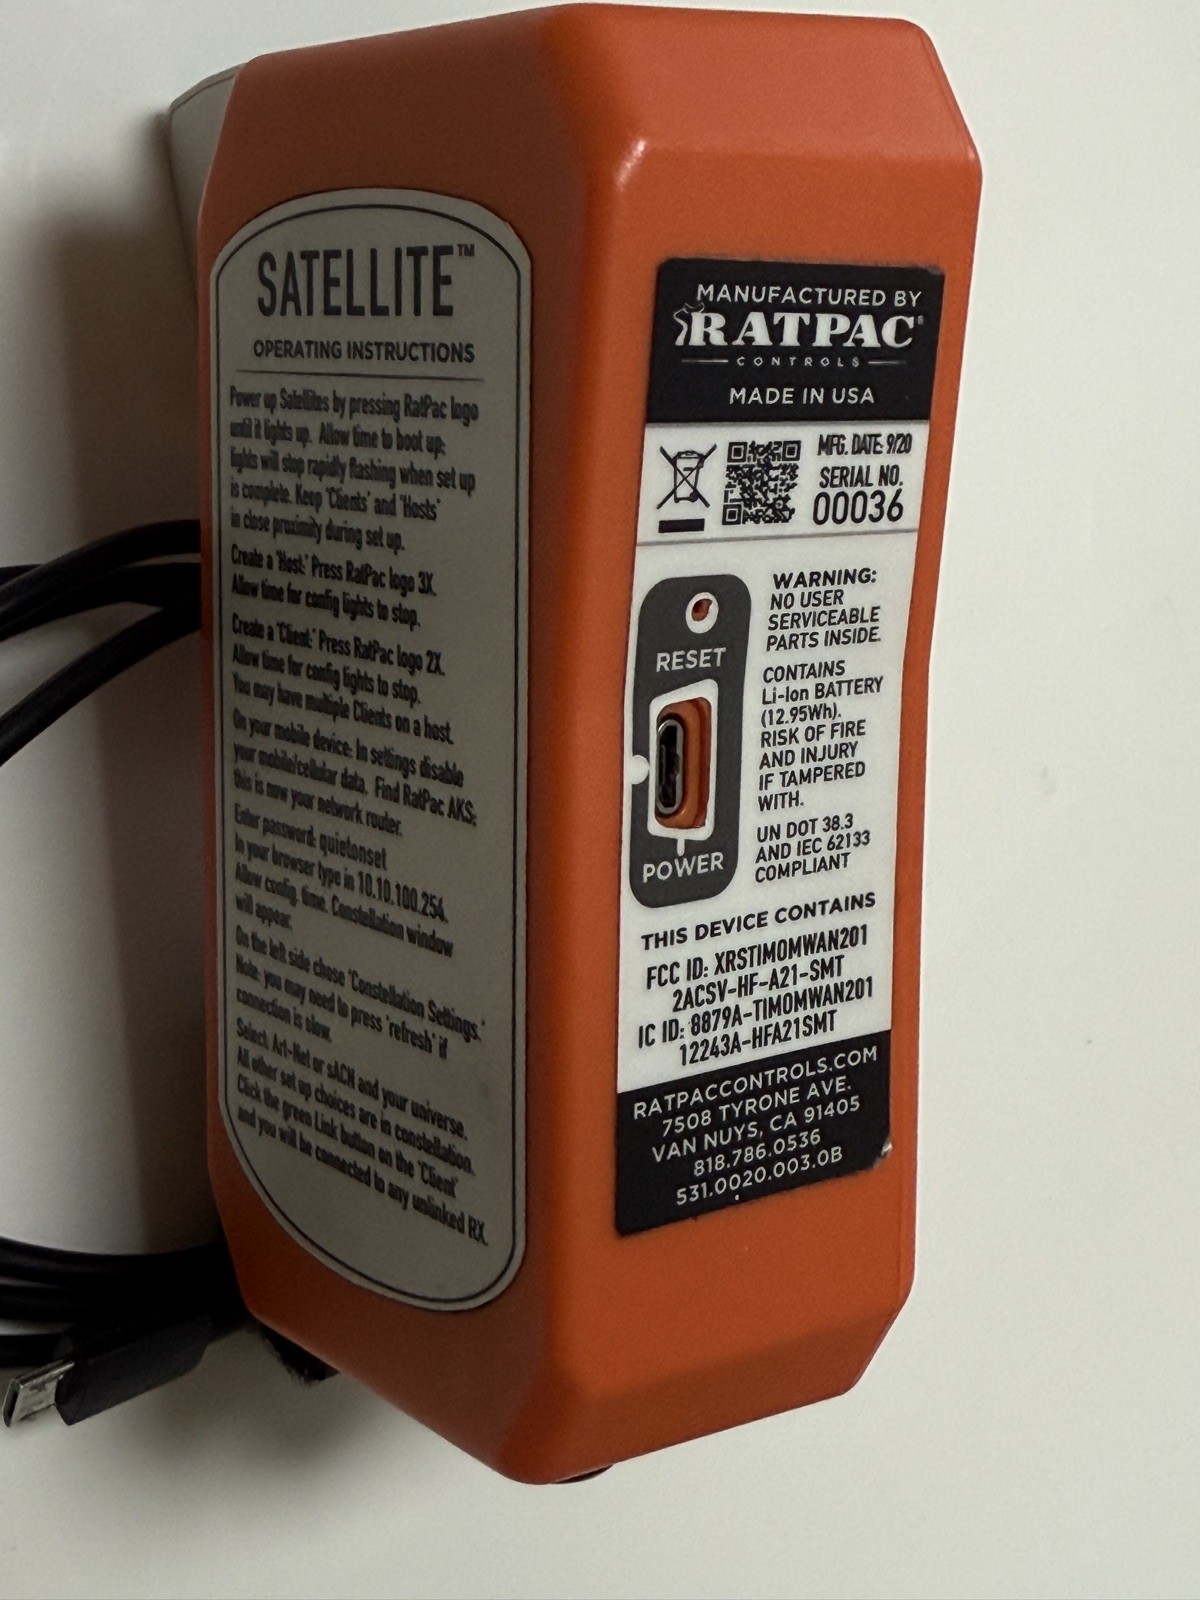 SATELLITE™
OPERATING INSTRUCTIONS
Power up Satellites by pressing RatPac logo
until it lights up. Allow time to boot up;
lights will stop rapidly flashing when set up
is complete. Keep 'Clients' and 'Hosts'
in close proximity during set up.
Create a 'Host:' Press RatPac logo 3X.
Allow time for config lights to stop.
Create a 'Client:' Press RatPac logo 2X.
Allow time for config lights to stop.
You may have multiple Clients on a host.
On your mobile device: In settings disable
your mobile/cellular data. Find RatPac AKS:
this is now your network router.
Enter password: quietonset
In your browser type in 10.10.100.254.
Allow config. time. Constellation window
will appear.
On the left side chose 'Constellation Settings.'
Note: you may need to press 'refresh' if
connection is slow.
Select Art-Net or sACN and your universe.
All other set up choices are in constellation.
Click the green Link button on the 'Client'
and you will be connected to any unlinked RX.
MANUFACTURED BY
RATPAC®
CONTROLS
MADE IN USA
MFG. DATE: 9/20
SERIAL NO.
00036
RESET
POWER
WARNING:
NO USER
SERVICEABLE
PARTS INSIDE.
CONTAINS
Li-Ion BATTERY
(12.95Wh).
RISK OF FIRE
AND INJURY
IF TAMPERED
WITH.
UN DOT 38.3
AND IEC 62133
COMPLIANT
THIS DEVICE CONTAINS
FCC ID: XRSTIMOMWAN201
2ACSV-HF-A21-SMT
IC ID: 8879A-TIMOMWAN201
12243A-HFA21SMT
RATPACCONTROLS.COM
7508 TYRONE AVE.
VAN NUYS, CA 91405
818.786.0536
531.0020.003.0B